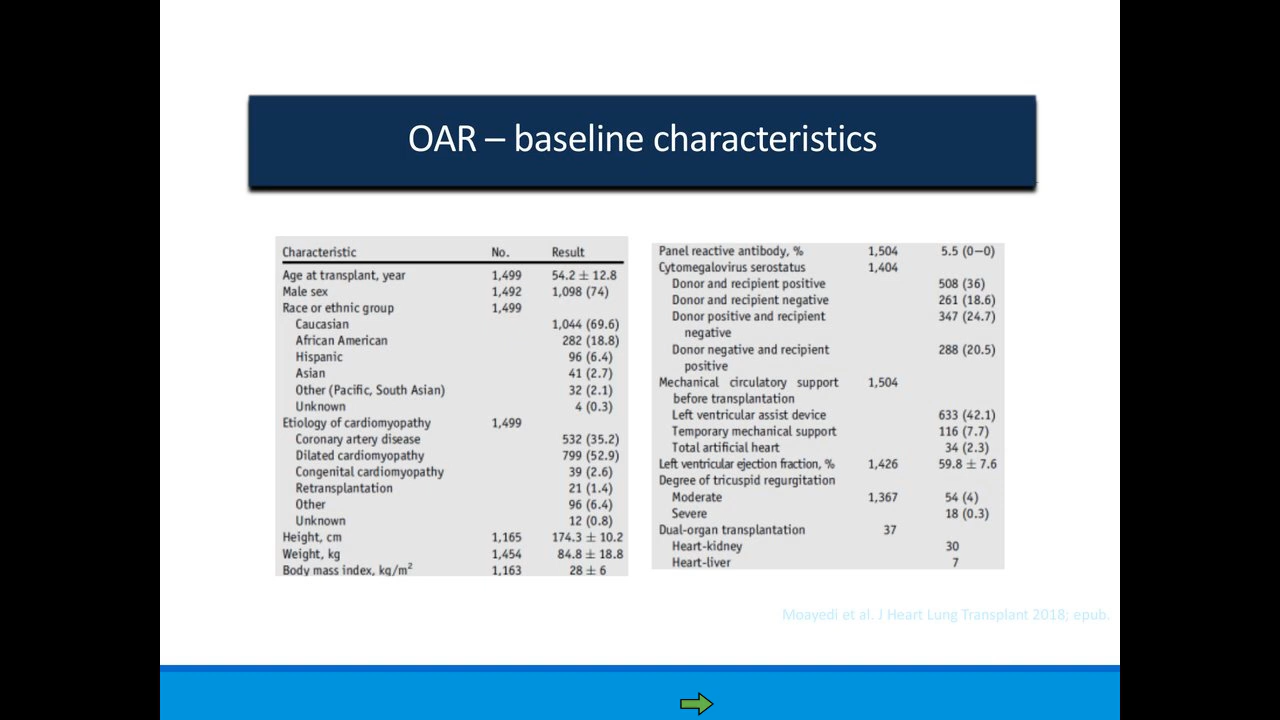 OAR – baseline characteristics
Characteristic No. Result
Age at transplant, year 1,499 54.2 ± 12.8
Male sex 1,492 1,098 (74)
Race or ethnic group 1,499
Caucasian 1,044 (69.6)
African American 282 (18.8)
Hispanic 96 (6.4)
Asian 41 (2.7)
Other (Pacific, South Asian) 32 (2.1)
Unknown 4 (0.3)
Etiology of cardiomyopathy 1,499
Coronary artery disease 532 (35.2)
Dilated cardiomyopathy 799 (52.9)
Congenital cardiomyopathy 39 (2.6)
Retransplantation 21 (1.4)
Other 96 (6.4)
Unknown 12 (0.8)
Height, cm 1,165 174.3 ± 10.2
Weight, kg 1,454 84.8 ± 18.8
Body mass index, kg/m² 1,163 28 ± 6
Panel reactive antibody, % 1,504 5.5 (0–0)
Cytomegalovirus serostatus 1,404
Donor and recipient positive 508 (36)
Donor and recipient negative 261 (18.6)
Donor positive and recipient 347 (24.7)
negative
Donor negative and recipient 288 (20.5)
positive
Mechanical circulatory support 1,504
before transplantation
Left ventricular assist device 633 (42.1)
Temporary mechanical support 116 (7.7)
Total artificial heart 34 (2.3)
Left ventricular ejection fraction, % 1,426 59.8 ± 7.6
Degree of tricuspid regurgitation
Moderate 1,367 54 (4)
Severe 18 (0.3)
Dual-organ transplantation 37
Heart-kidney 30
Heart-liver 7
Moayedi et al. J Heart Lung Transplant 2018; epub.